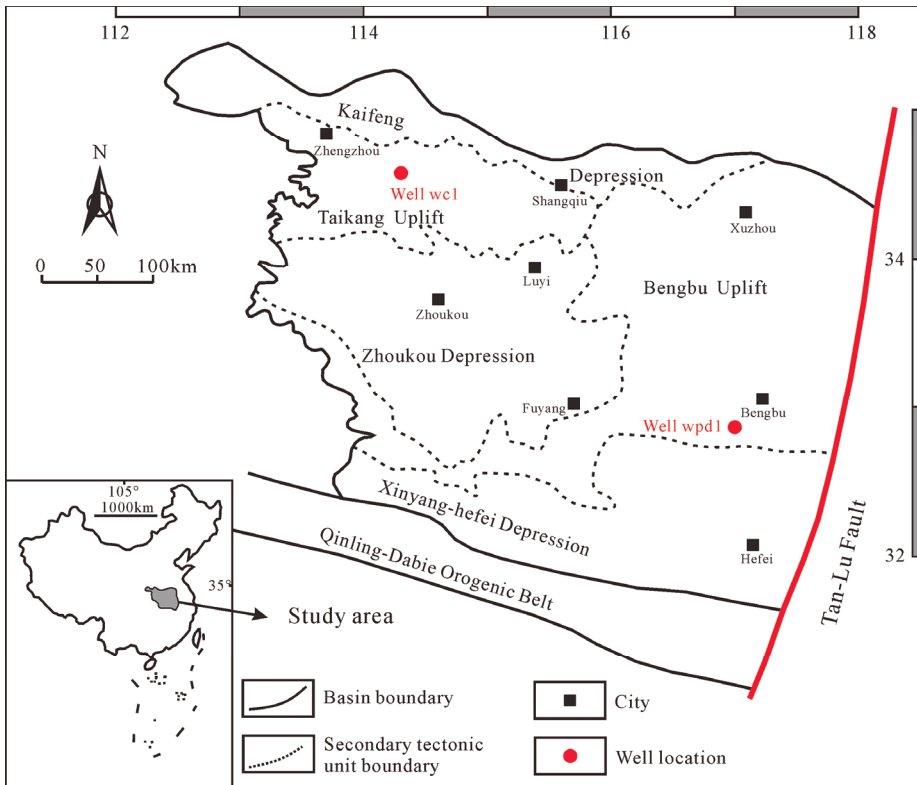 112
114
116
118
Kaifeng
Zhengzhou
Depression
Well wc1
Shangqiu
Xuzhou
Taikang Uplift
N
0 50 100km
34
Luyi
Bengbu Uplift
Zhoukou
Zhoukou Depression
Fuyang
Bengbu
Well wpd1
Xinyang-hefei Depression
Qinling-Dabie Orogenic Belt
Hefei
32
Tan-Lu Fault
105°
1000km
35°
Study area
Basin boundary
City
Secondary tectonic
unit boundary
Well location